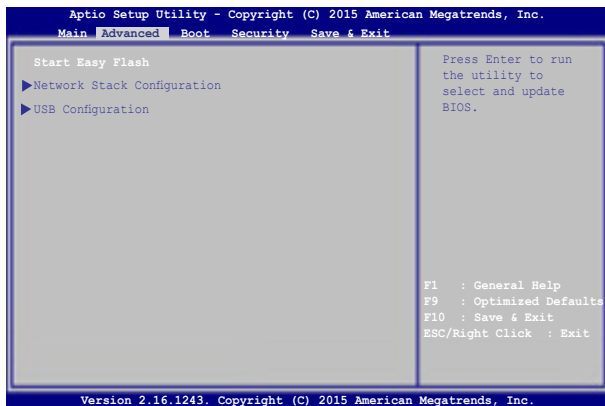 Aptio Setup Utility - Copyright (C) 2015 American Megatrends, Inc.
Main Advanced Boot Security Save & Exit
Start Easy Flash
Network Stack Configuration
USB Configuration
Press Enter to run
the utility to
select and update
BIOS.
F1 : General Help
F9 : Optimized Defaults
F10 : Save & Exit
ESC/Right Click : Exit
Version 2.16.1243. Copyright (C) 2015 American Megatrends, Inc.